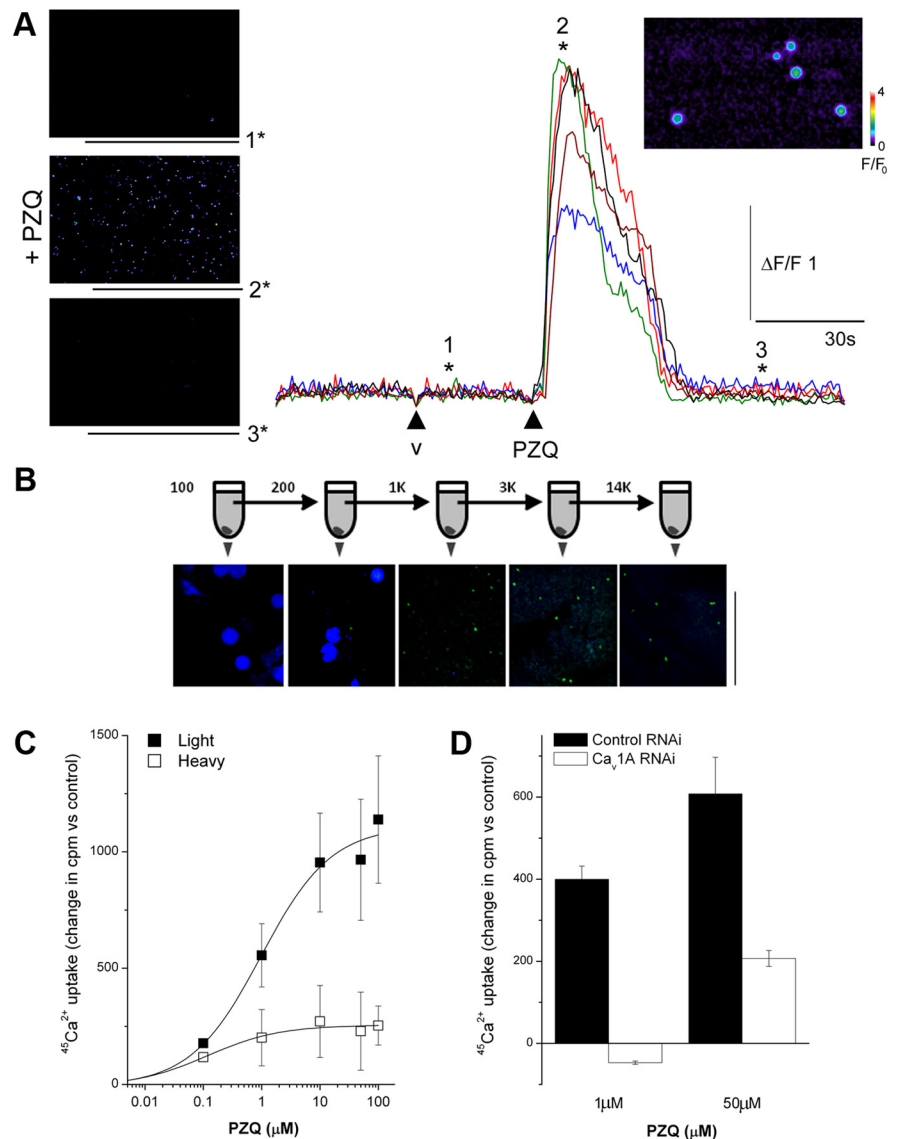 A
1*
+ PZQ
2*
3*
1
*
2
*
3
*
v
PZQ
4
0
F/F0
ΔF/F 1
30s
B
100 200 1K 3K 14K
C
Light
Heavy
45Ca2+ uptake (change in cpm vs control)
1500
1000
500
0
0.01 0.1 1 10 100
PZQ (µM)
D
Control RNAi
Cav1A RNAi
45Ca2+ uptake (change in cpm vs control)
600
400
200
0
1µM 50µM
PZQ (µM)